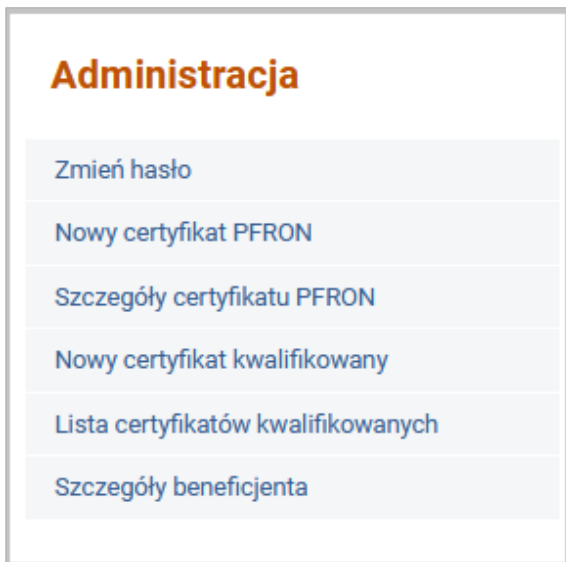 Administracja
Zmień hasło
Nowy certyfikat PFRON
Szczegóły certyfikatu PFRON
Nowy certyfikat kwalifikowany
Lista certyfikatów kwalifikowanych
Szczegóły beneficjenta